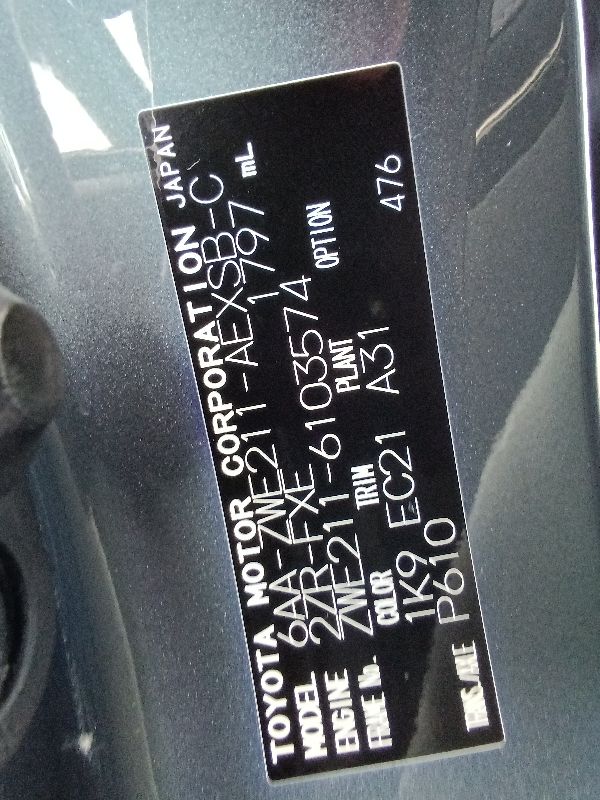 TOYOTA MOTOR CORPORATION JAPAN
MODEL 6AA-ZWE211-AEXSB-C
ENGINE 2ZR-FXE 1797 mL
FRAME No. ZWE211-6103574
COLOR TRIM PLANT OPTION
1K9 EC21 A31 476
TRANS/AXLE P610